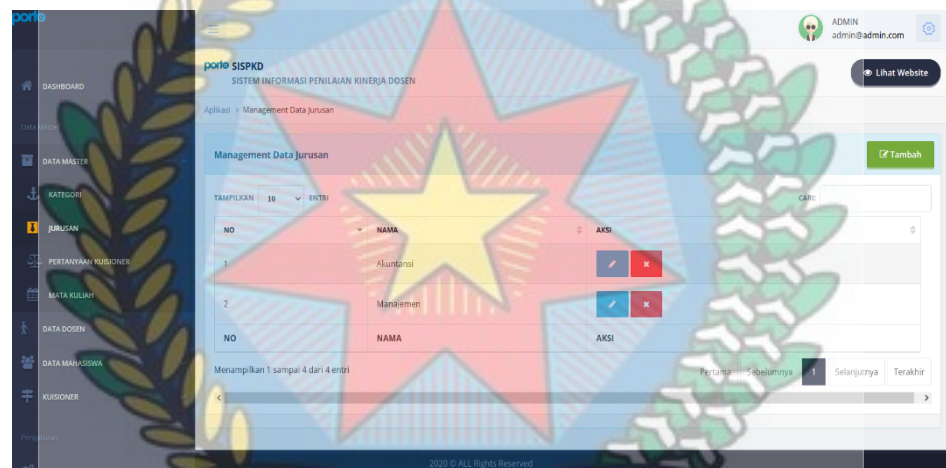 porto
ADMIN
admin@admin.com
porto SISPKD
SISTEM INFORMASI PENILAIAN KINERJA DOSEN
Lihat Website
Aplikasi > Management Data Jurusan
Management Data Jurusan
Tambah
TAMPILKAN 10 ENTRI
CARI:
NO NAMA AKSI
1 Akuntansi
2 Manajemen
NO NAMA AKSI
Menampilkan 1 sampai 4 dari 4 entri
Pertama Sebelumnya 1 Selanjutnya Terakhir
DASHBOARD
Data Master
DATA MASTER
KATEGORI
JURUSAN
PERTANYAAN KUISIONER
MATA KULIAH
DATA DOSEN
DATA MAHASISWA
KUISIONER
Pengaturan
2020 © ALL Rights Reserved